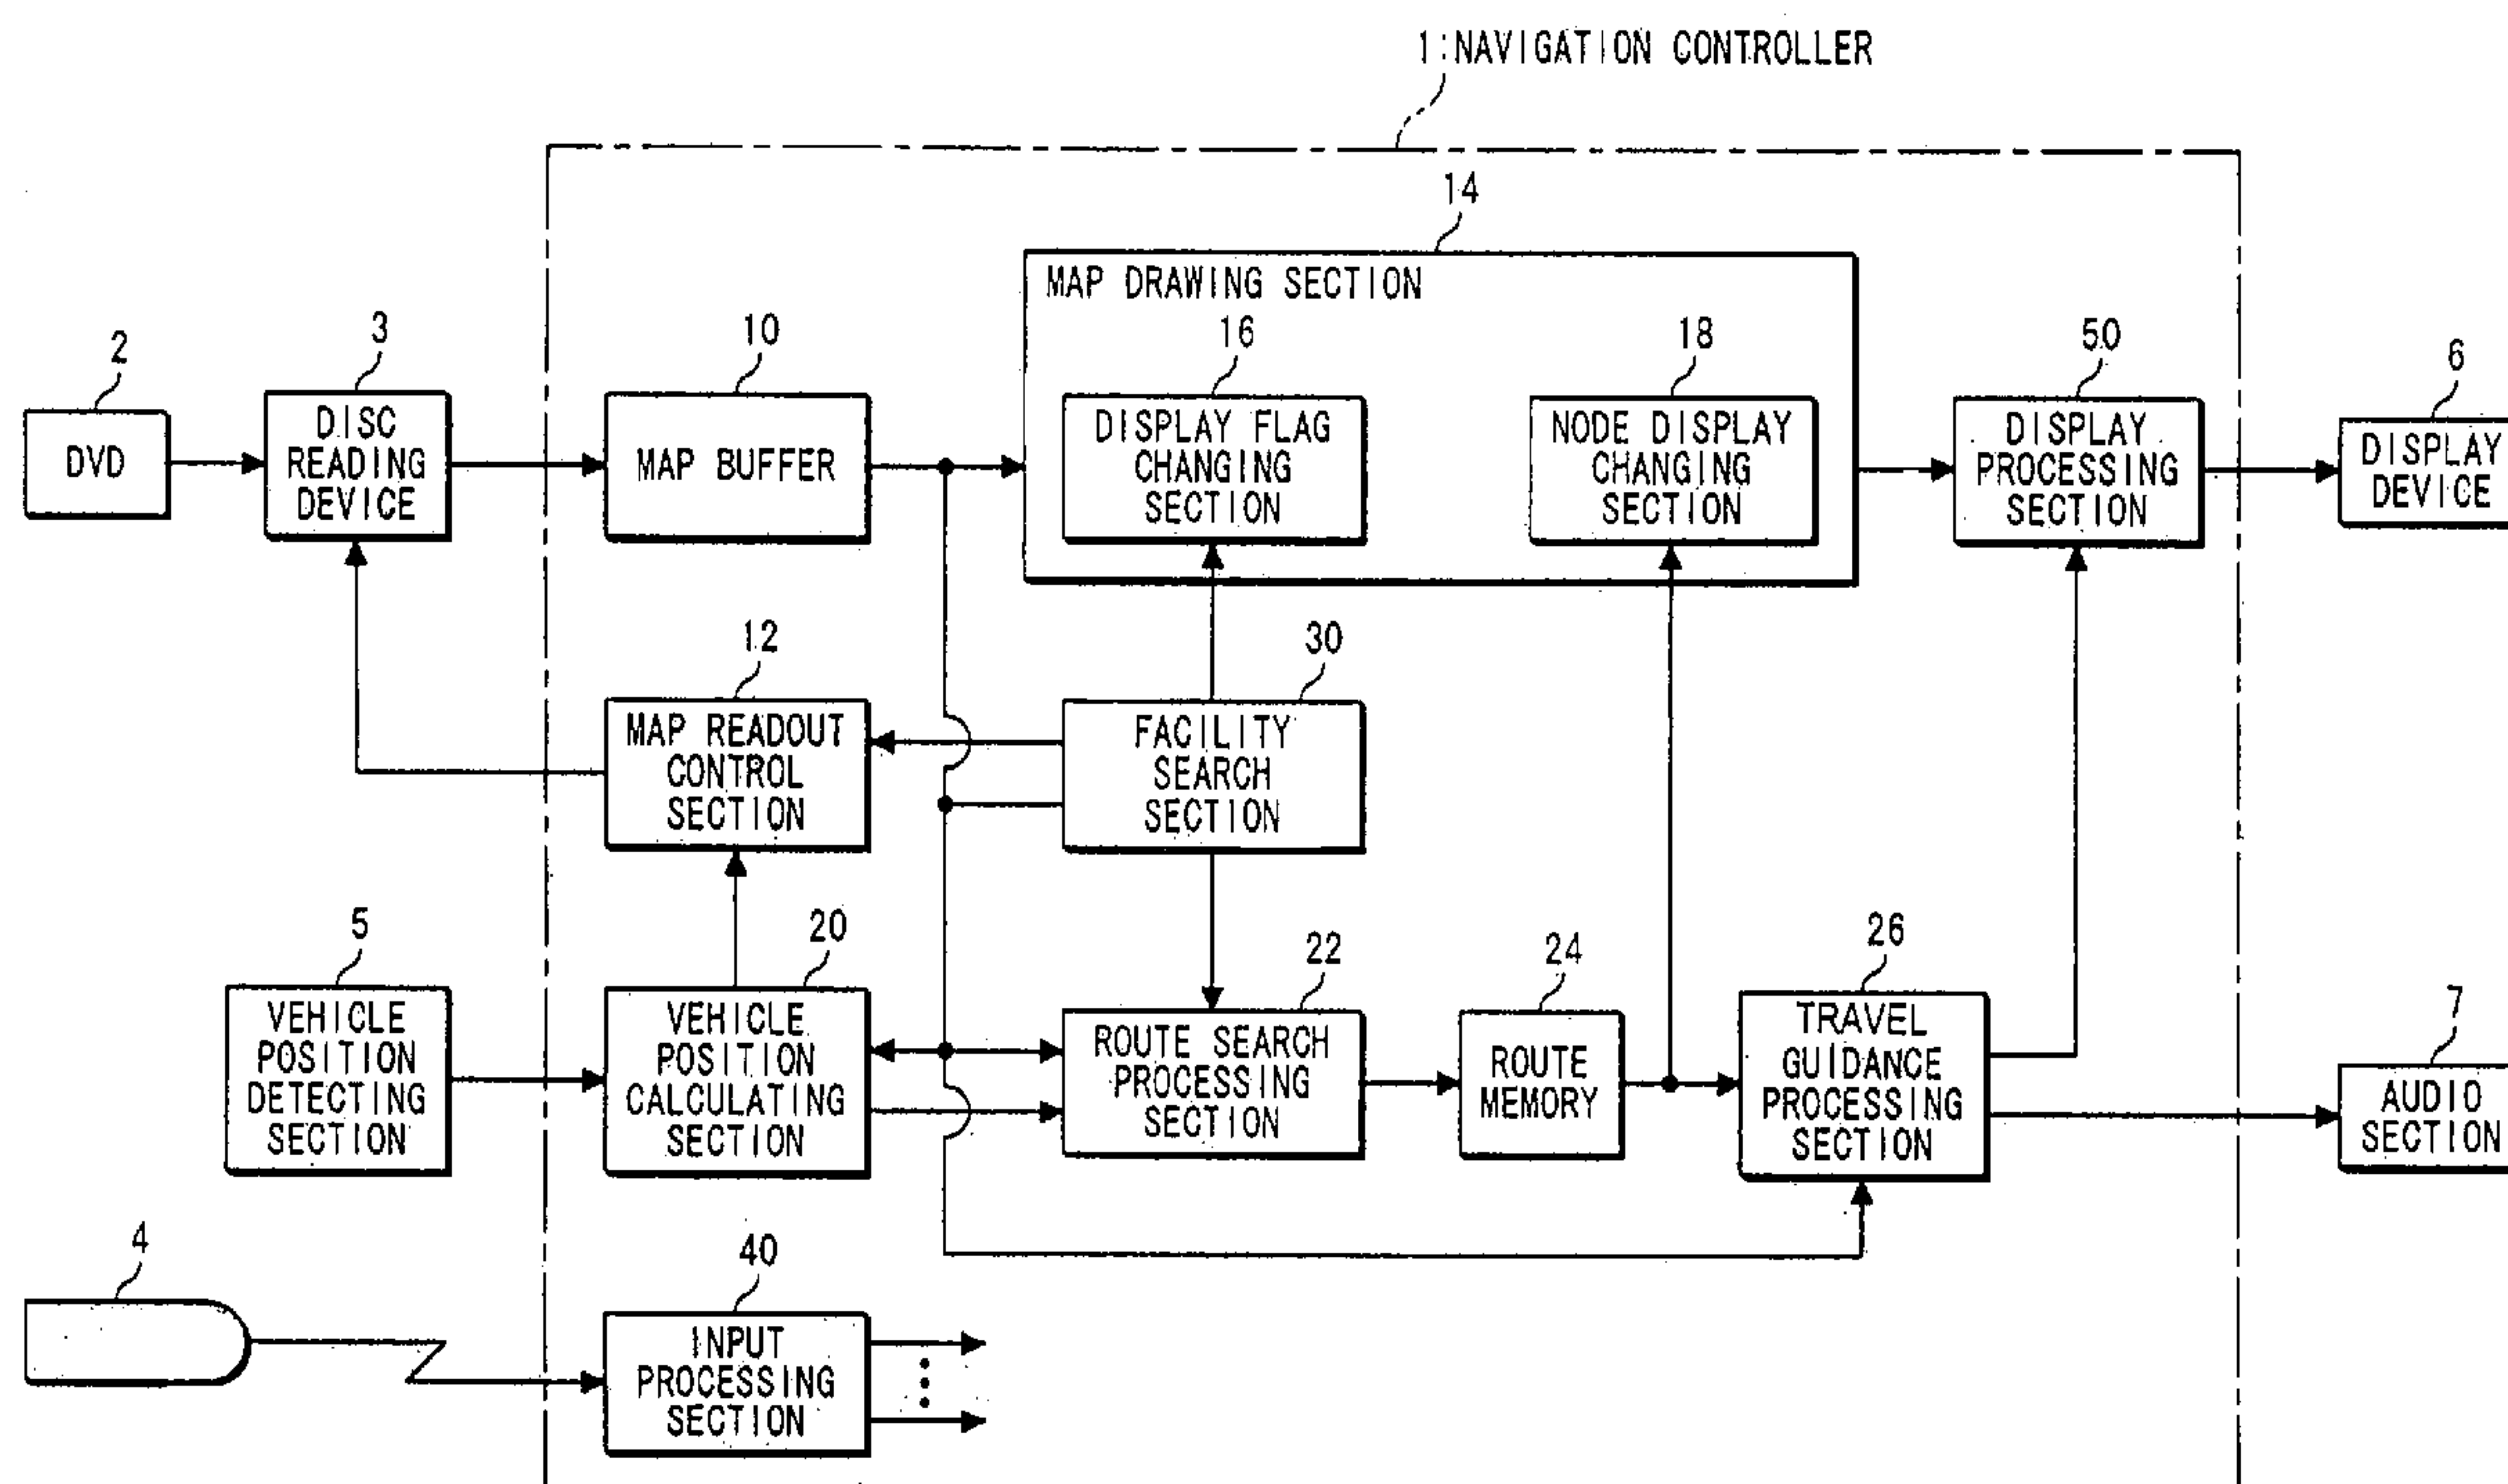 1:NAVIGATION CONTROLLER
14
MAP DRAWING SECTION
2
3
10
16
18
50
6
DVD
DISC
READING
DEVICE
MAP BUFFER
DISPLAY FLAG
CHANGING
SECTION
NODE DISPLAY
CHANGING
SECTION
DISPLAY
PROCESSING
SECTION
DISPLAY
DEVICE
12
30
MAP READOUT
CONTROL
SECTION
FACILITY
SEARCH
SECTION
5
20
22
24
26
7
VEHICLE
POSITION
DETECTING
SECTION
VEHICLE
POSITION
CALCULATING
SECTION
ROUTE SEARCH
PROCESSING
SECTION
ROUTE
MEMORY
TRAVEL
GUIDANCE
PROCESSING
SECTION
AUDIO
SECTION
4
40
INPUT
PROCESSING
SECTION